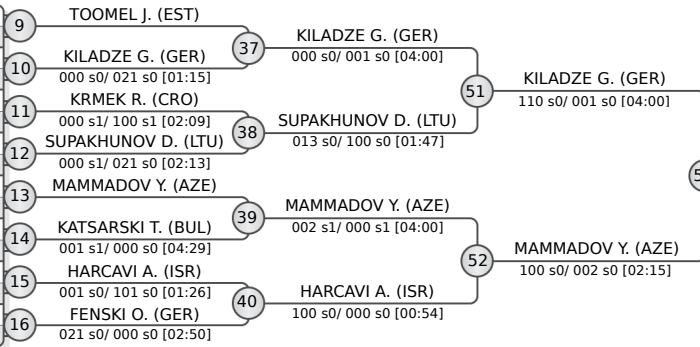 9
TOOMEL J. (EST)
10
KILADZE G. (GER)
000 s0/ 021 s0 [01:15]
37
KILADZE G. (GER)
000 s0/ 001 s0 [04:00]
11
KRMEK R. (CRO)
000 s1/ 100 s1 [02:09]
12
SUPAKHUNOV D. (LTU)
000 s1/ 021 s0 [02:13]
38
SUPAKHUNOV D. (LTU)
013 s0/ 100 s0 [01:47]
51
KILADZE G. (GER)
110 s0/ 001 s0 [04:00]
13
MAMMADOV Y. (AZE)
14
KATSARSKI T. (BUL)
001 s1/ 000 s0 [04:29]
39
MAMMADOV Y. (AZE)
002 s1/ 000 s1 [04:00]
15
HARCAVI A. (ISR)
001 s0/ 101 s0 [01:26]
16
FENSKI O. (GER)
021 s0/ 000 s0 [02:50]
40
HARCAVI A. (ISR)
100 s0/ 000 s0 [00:54]
52
MAMMADOV Y. (AZE)
100 s0/ 002 s0 [02:15]